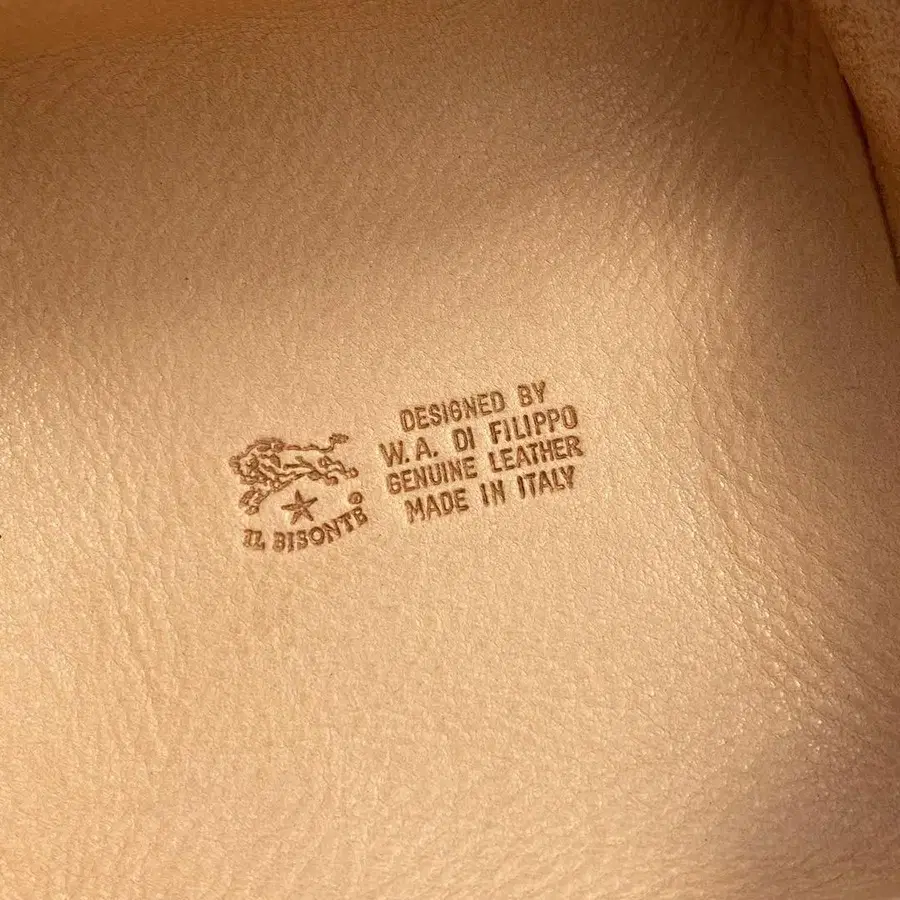 IL BISONTE®
DESIGNED BY
W.A. DI FILIPPO
GENUINE LEATHER
MADE IN ITALY